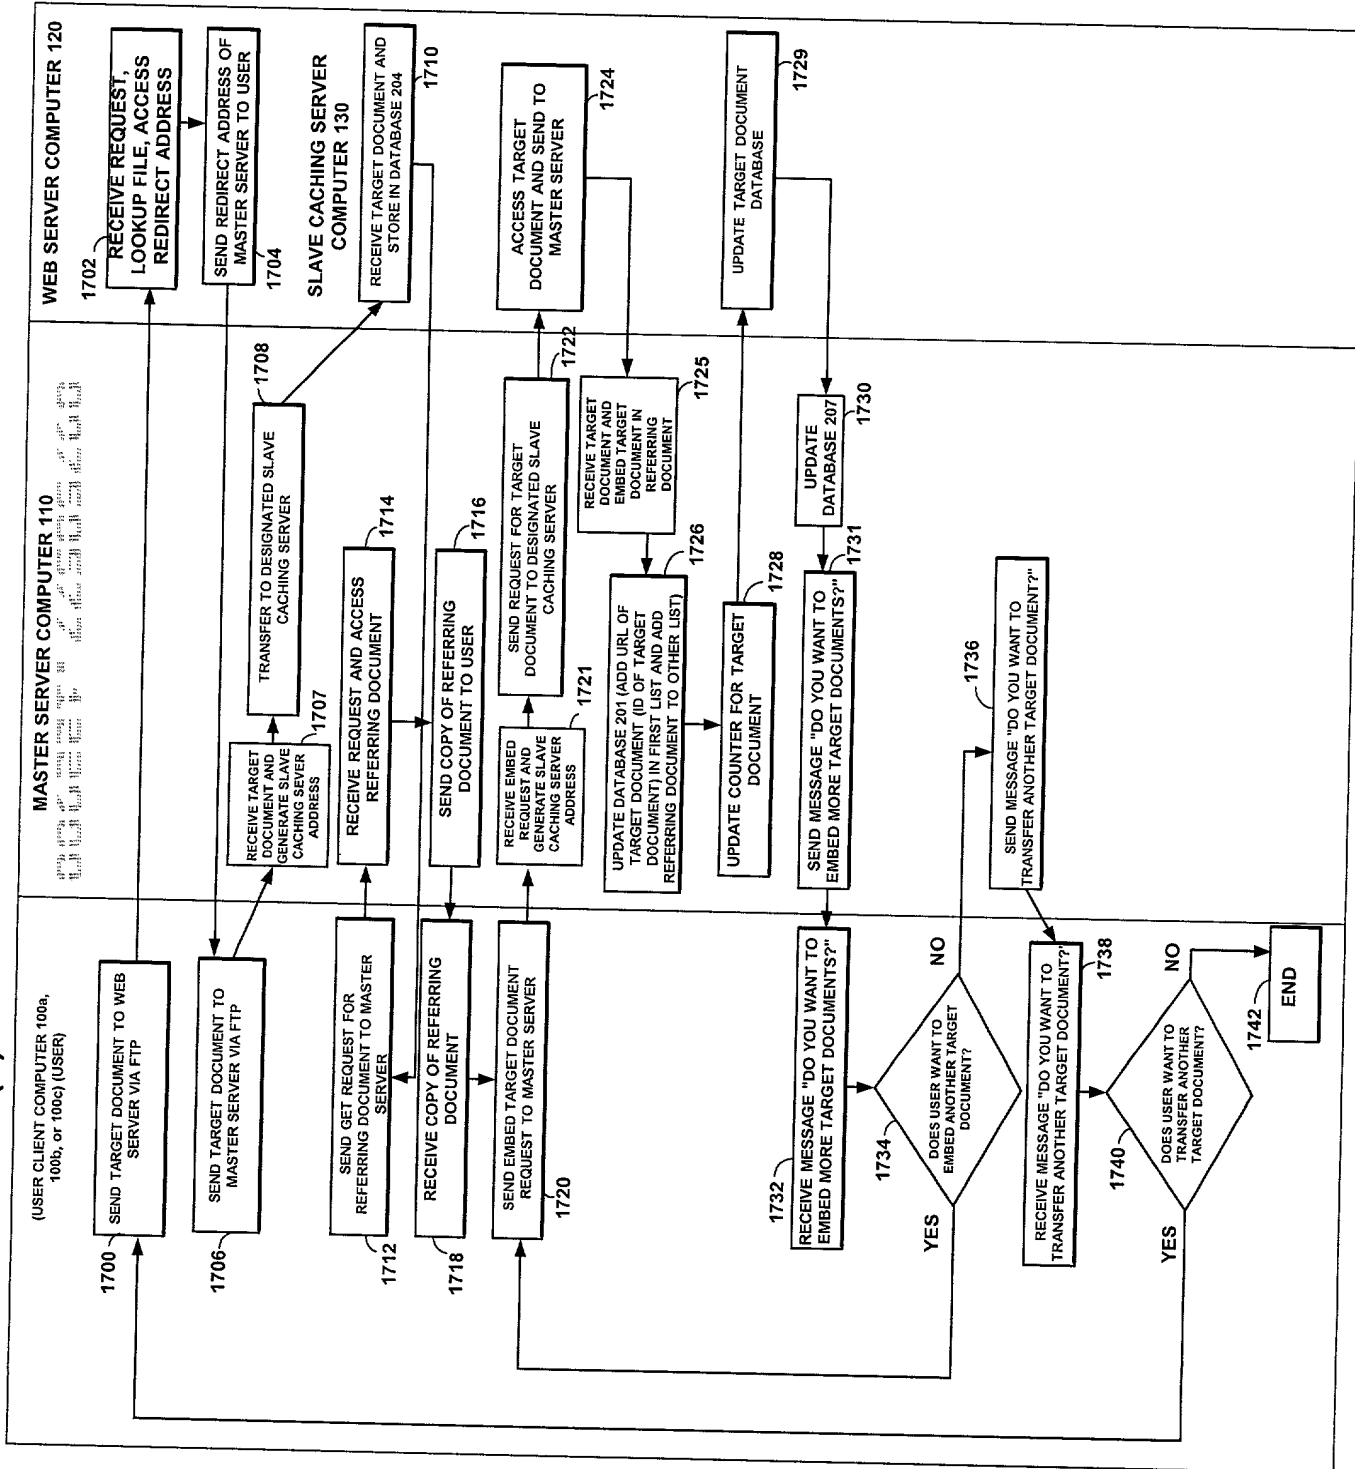 (USER CLIENT COMPUTER 100a,
100b, or 100c) (USER)
MASTER SERVER COMPUTER 110
WEB SERVER COMPUTER 120
1700
SEND TARGET DOCUMENT TO WEB
SERVER VIA FTP
1702
RECEIVE REQUEST,
LOOKUP FILE, ACCESS
REDIRECT ADDRESS
SEND REDIRECT ADDRESS OF
MASTER SERVER TO USER
1704
1706
SEND TARGET DOCUMENT TO
MASTER SERVER VIA FTP
RECEIVE TARGET
DOCUMENT AND
GENERATE SLAVE
CACHING SEVER
ADDRESS
1707
TRANSFER TO DESIGNATED SLAVE
CACHING SERVER
1708
SLAVE CACHING SERVER
COMPUTER 130
RECEIVE TARGET DOCUMENT AND
STORE IN DATABASE 204
1710
1712
SEND GET REQUEST FOR
REFERRING DOCUMENT TO MASTER
SERVER
RECEIVE REQUEST AND ACCESS
REFERRING DOCUMENT
1714
SEND COPY OF REFERRING
DOCUMENT TO USER
1716
1718
RECEIVE COPY OF REFERRING
DOCUMENT
SEND EMBED TARGET DOCUMENT
REQUEST TO MASTER SERVER
1720
RECEIVE EMBED
REQUEST AND
GENERATE SLAVE
CACHING SERVER
ADDRESS
1721
SEND REQUEST FOR TARGET
DOCUMENT TO DESIGNATED SLAVE
CACHING SERVER
1722
ACCESS TARGET
DOCUMENT AND SEND TO
MASTER SERVER
1724
RECEIVE TARGET
DOCUMENT AND
EMBED TARGET
DOCUMENT IN
REFERRING
DOCUMENT
1725
UPDATE DATABASE 201 (ADD URL OF
TARGET DOCUMENT (ID OF TARGET
DOCUMENT) IN FIRST LIST AND ADD
REFERRING DOCUMENT TO OTHER LIST)
1726
UPDATE COUNTER FOR TARGET
DOCUMENT
1728
UPDATE TARGET DOCUMENT
DATABASE
1729
UPDATE
DATABASE 207
1730
SEND MESSAGE "DO YOU WANT TO
EMBED MORE TARGET DOCUMENTS?"
1731
1732
RECEIVE MESSAGE "DO YOU WANT TO
EMBED MORE TARGET DOCUMENTS?"
1734
DOES USER WANT TO
EMBED ANOTHER TARGET
DOCUMENT?
YES
NO
1736
SEND MESSAGE "DO YOU WANT TO
TRANSFER ANOTHER TARGET DOCUMENT?"
RECEIVE MESSAGE "DO YOU WANT TO
TRANSFER ANOTHER TARGET DOCUMENT?"
1738
1740
DOES USER WANT TO
TRANSFER ANOTHER
TARGET DOCUMENT?
YES
NO
1742
END